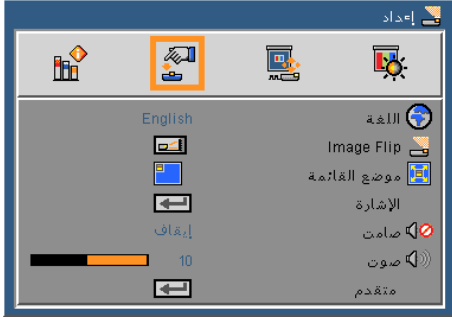 إعداد
اللغة English
Image Flip
موضع القائمة
الإشارة
صامت إيقاف
صوت 10
متقدم